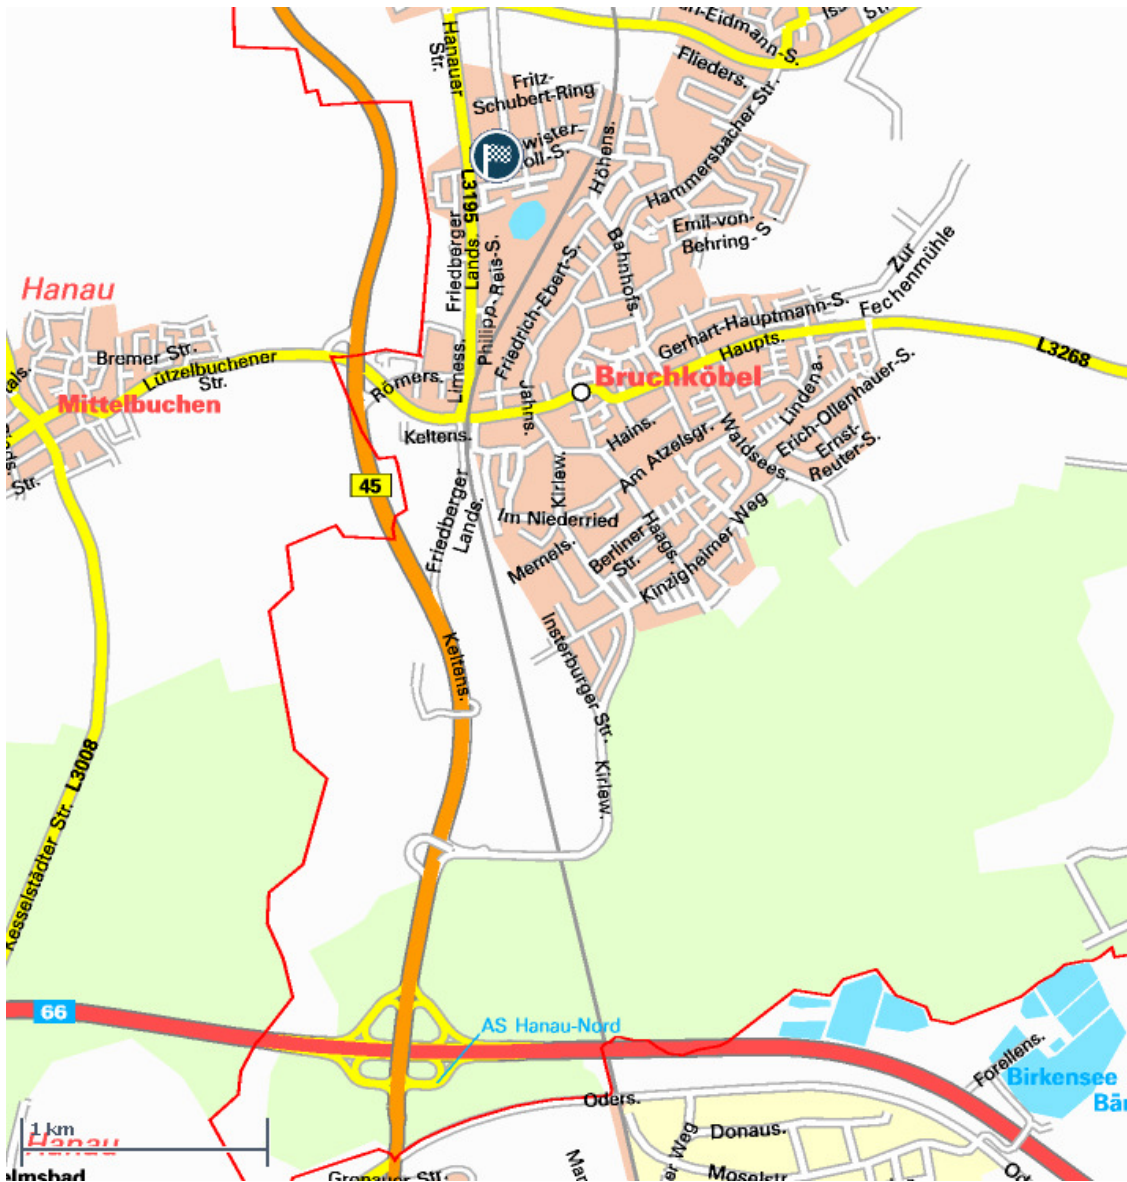 Hanauer
Str.
Fritz-
Schubert-Ring
Flieders.
Hammersbacher Str.
Höhens.
L3195
Emil-von-
Behring-S.
Bahnhofs.
Friedberger
Lands.
Philipp-Reis-S.
Friedrich-Ebert-S.
Zur
Fechenmühle
Hanau
Bremer Str.
Lützelbuchener
Str.
Mittelbuchen
Römers.
Limess.
Keltens.
Jahns.
Gerhart-Hauptmann-S.
Haupts.
L3268
Bruchköbel
Lindena.
Erich-Ollenhauer-S.
Ernst-
Reuter-S.
Hains.
Am Atzelsgr.
Waldsees.
Kirlew.
Str.
45
Friedberger
Lands.
Im Niederried
Mernels.
Berliner
Str.
Haags.
Kinzigheimer Weg
Keltens.
Insterburger Str.
Kirlew.
Kesselstädter Str.
L3008
66
AS Hanau-Nord
Forellens.
Birkensee
Oders.
Donaus.
Moselstr.
1 km
Hanau
Gronauer Str.